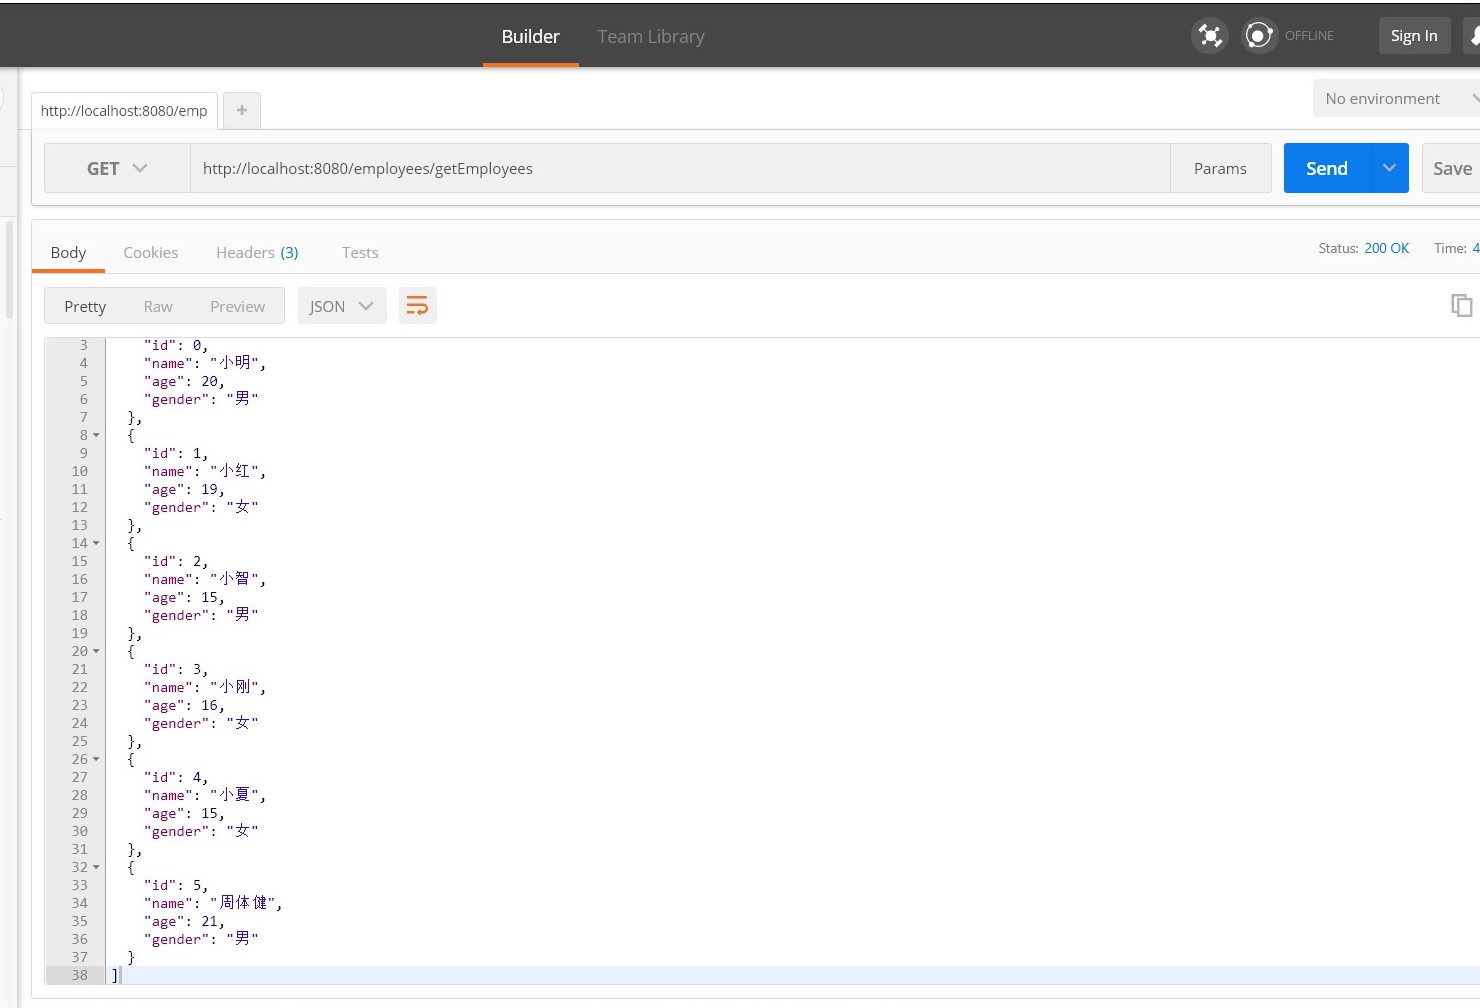 Builder Team Library OFFLINE Sign In
http://localhost:8080/emp + No environment
GET http://localhost:8080/employees/getEmployees Params Send Save
Body Cookies Headers (3) Tests Status: 200 OK Time: 4
Pretty Raw Preview JSON
3 "id": 0,
4 "name": "小明",
5 "age": 20,
6 "gender": "男"
7 },
8 {
9 "id": 1,
10 "name": "小红",
11 "age": 19,
12 "gender": "女"
13 },
14 {
15 "id": 2,
16 "name": "小智",
17 "age": 15,
18 "gender": "男"
19 },
20 {
21 "id": 3,
22 "name": "小刚",
23 "age": 16,
24 "gender": "女"
25 },
26 {
27 "id": 4,
28 "name": "小夏",
29 "age": 15,
30 "gender": "女"
31 },
32 {
33 "id": 5,
34 "name": "周体健",
35 "age": 21,
36 "gender": "男"
37 }
38 ]